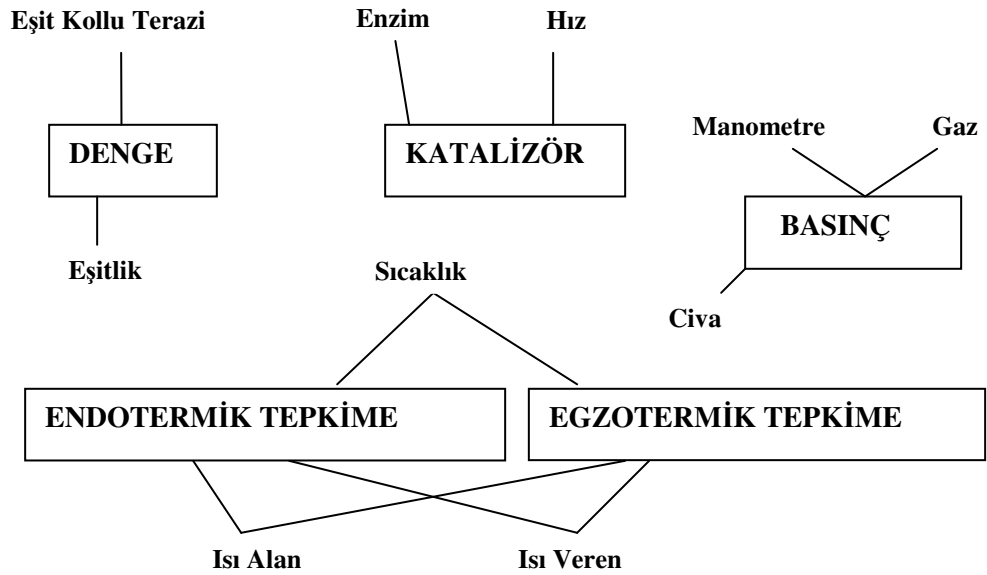 Eşit Kollu Terazi
Enzim
Hız
DENGE
KATALİZÖR
Manometre
Gaz
BASINÇ
Eşitlik
Sıcaklık
Civa
ENDOTERMİK TEPKİME
EGZOTERMİK TEPKİME
Isı Alan
Isı Veren